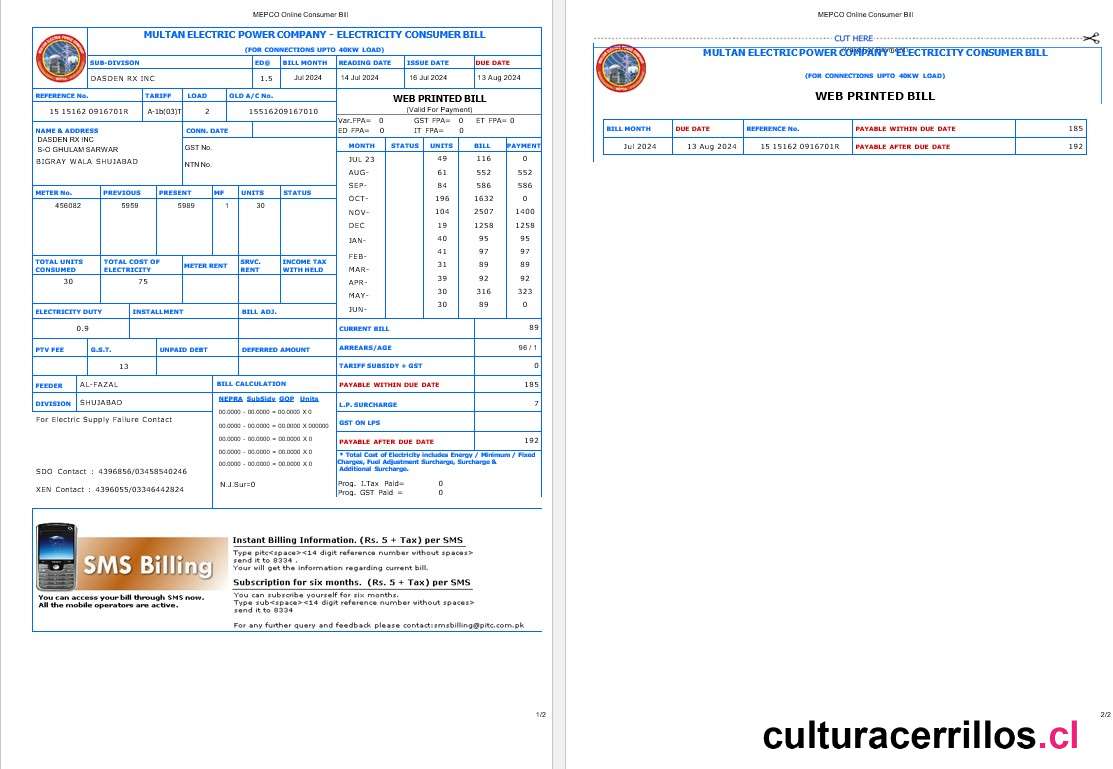 MEPCO Online Consumer Bill
MULTAN ELECTRIC POWER COMPANY - ELECTRICITY CONSUMER BILL
(FOR CONNECTIONS UPTO 40KW LOAD)
SUB-DIVISON ED@ BILL MONTH READING DATE ISSUE DATE DUE DATE
DASDEN RX INC 1.5 Jul 2024 14 Jul 2024 16 Jul 2024 13 Aug 2024
REFERENCE No. TARIFF LOAD OLD A/C No.
15 15162 0916701R A-1b(03)T 2 15516209167010
WEB PRINTED BILL
(Valid For Payment)
Var.FPA= 0 GST FPA= 0 ET FPA= 0
ED FPA= 0 IT FPA= 0
NAME & ADDRESS
DASDEN RX INC
S-O GHULAM SARWAR
BIGRAY WALA SHUJABAD
CONN. DATE
GST No.
NTN No.
MONTH STATUS UNITS BILL PAYMENT
JUL 23 49 116 0
AUG- 61 552 552
SEP- 84 586 586
OCT- 196 1632 0
NOV- 104 2507 1400
DEC 19 1258 1258
JAN- 40 95 95
FEB- 41 97 97
MAR- 31 89 89
APR- 39 92 92
MAY- 30 316 323
JUN- 30 89 0
METER No. PREVIOUS PRESENT MF UNITS STATUS
456082 5959 5989 1 30
TOTAL UNITS CONSUMED TOTAL COST OF ELECTRICITY METER RENT SRVC. RENT INCOME TAX WITH HELD
30 75
ELECTRICITY DUTY INSTALLMENT BILL ADJ.
0.9
PTV FEE G.S.T. UNPAID DEBT DEFERRED AMOUNT
13
CURRENT BILL 89
ARREARS/AGE 96 / 1
TARIFF SUBSIDY + GST 0
PAYABLE WITHIN DUE DATE 185
L.P. SURCHARGE 7
GST ON LPS
PAYABLE AFTER DUE DATE 192
FEEDER AL-FAZAL
DIVISION SHUJABAD
BILL CALCULATION
NEPRA SubSidy GOP Units
00.0000 - 00.0000 = 00.0000 X 0
00.0000 - 00.0000 = 00.0000 X 000000
00.0000 - 00.0000 = 00.0000 X 0
00.0000 - 00.0000 = 00.0000 X 0
00.0000 - 00.0000 = 00.0000 X 0
N.J.Sur=0
For Electric Supply Failure Contact
SDO Contact : 4396856/03458540246
XEN Contact : 4396055/03346442824
* Total Cost of Electricity includes Energy / Minimum / Fixed
Charges, Fuel Adjustment Surcharge, Surcharge &
Additional Surcharge.
Prog. I.Tax Paid= 0
Prog. GST Paid = 0
SMS Billing
You can access your bill through SMS now.
All the mobile operators are active.
Instant Billing Information. (Rs. 5 + Tax) per SMS
Type pitc<space><14 digit reference number without spaces>
send it to 8334 .
Your will get the information regarding current bill.
Subscription for six months. (Rs. 5 + Tax) per SMS
You can subscribe yourself for six months.
Type sub<space><14 digit reference number without spaces>
send it to 8334
For any further query and feedback please contact:smsbilling@pitc.com.pk
1/2
MEPCO Online Consumer Bill
CUT HERE
MULTAN ELECTRIC POWER COMPANY - ELECTRICITY CONSUMER BILL
(FOR CONNECTIONS UPTO 40KW LOAD)
WEB PRINTED BILL
BILL MONTH DUE DATE REFERENCE No. PAYABLE WITHIN DUE DATE 185
Jul 2024 13 Aug 2024 15 15162 0916701R PAYABLE AFTER DUE DATE 192
2/2
culturacerrillos.cl